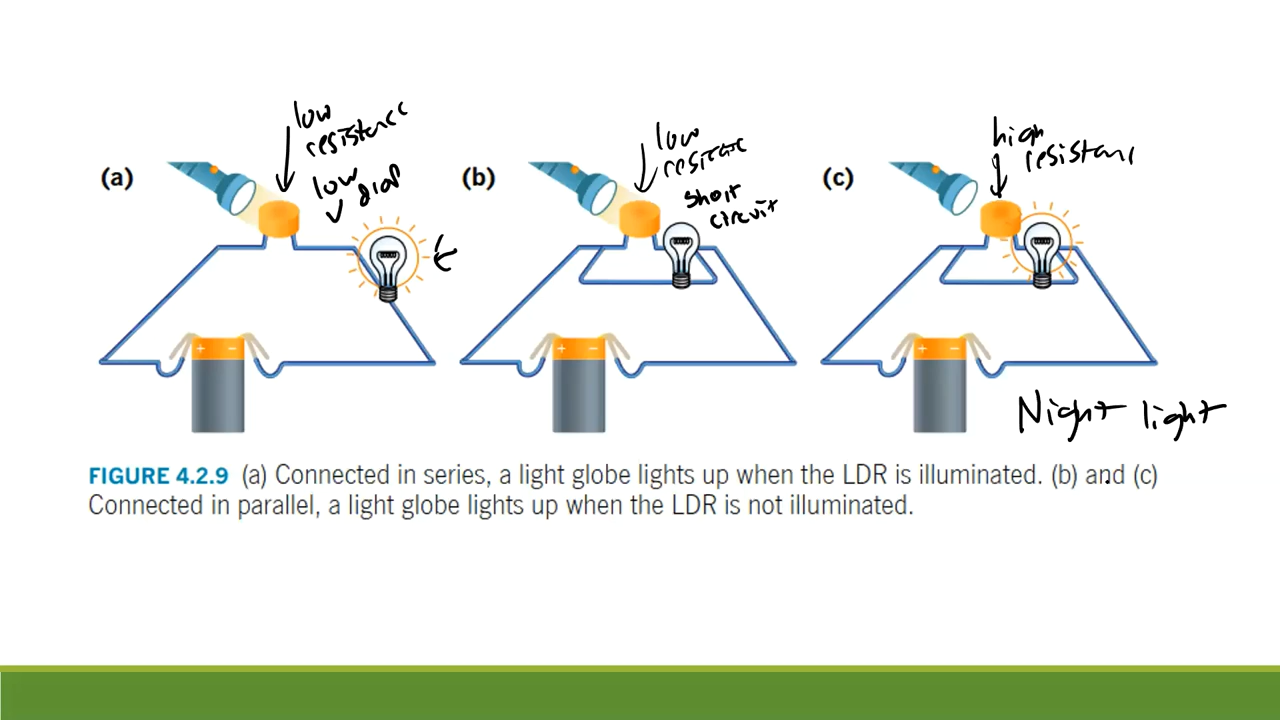 (a)
low
resistance
low drop
(b)
low
short
circuit
(c)
high
+ −
+ −
+ −
Night light
FIGURE 4.2.9 (a) Connected in series, a light globe lights up when the LDR is illuminated. (b) and (c)
Connected in parallel, a light globe lights up when the LDR is not illuminated.